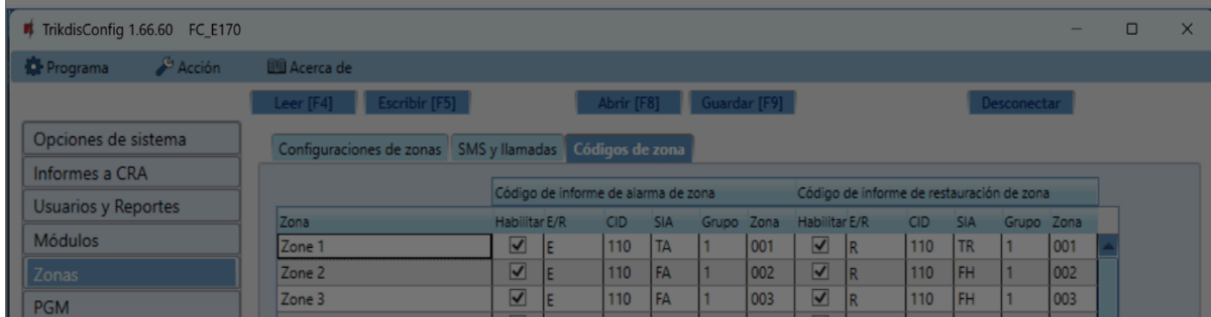 TrikdisConfig 1.66.60 FC_E170
Programa Acción Acerca de
Leer [F4] Escribir [F5] Abrir [F8] Guardar [F9] Desconectar
Opciones de sistema
Informes a CRA
Usuarios y Reportes
Módulos
Zonas
PGM
Configuraciones de zonas SMS y llamadas Códigos de zona
Código de informe de alarma de zona Código de informe de restauración de zona
Zona Habilitar E/R CID SIA Grupo Zona Habilitar E/R CID SIA Grupo Zona
Zone 1 E 110 TA 1 001 R 110 TR 1 001
Zone 2 E 110 FA 1 002 R 110 FH 1 002
Zone 3 E 110 FA 1 003 R 110 FH 1 003